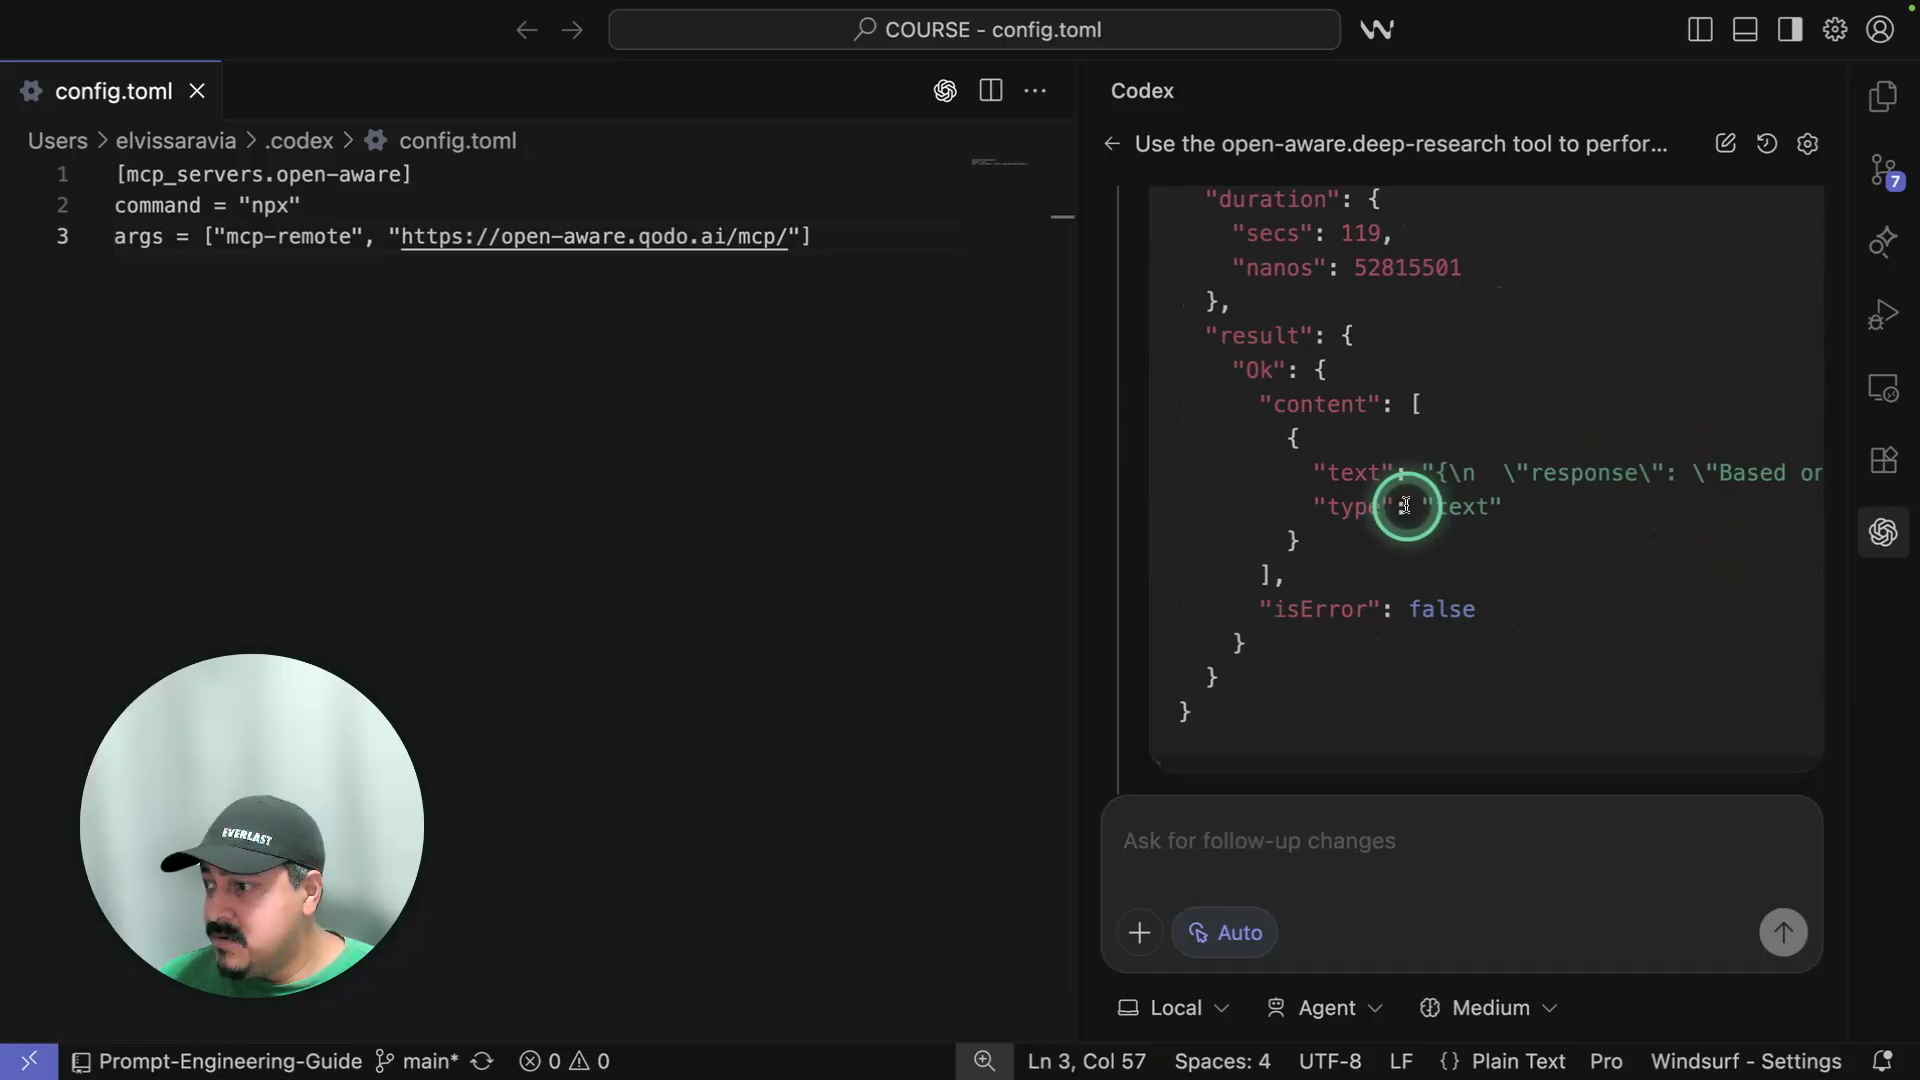 COURSE - config.toml
config.toml
Users > elvissaravia > .codex > config.toml
1 [mcp_servers.open-aware]
2 command = "npx"
3 args = ["mcp-remote", "https://open-aware.qodo.ai/mcp/"]
EVERLAST
Codex
Use the open-aware.deep-research tool to perfor...
"duration": {
"secs": 119,
"nanos": 52815501
},
"result": {
"Ok": {
"content": [
{
"text": "{\n  \"response\": \"Based on
"type": "text"
}
],
"isError": false
}
}
}
Ask for follow-up changes
Auto
Local
Agent
Medium
7
Prompt-Engineering-Guide
main*
0
0
Ln 3, Col 57
Spaces: 4
UTF-8
LF
{} Plain Text
Pro
Windsurf - Settings